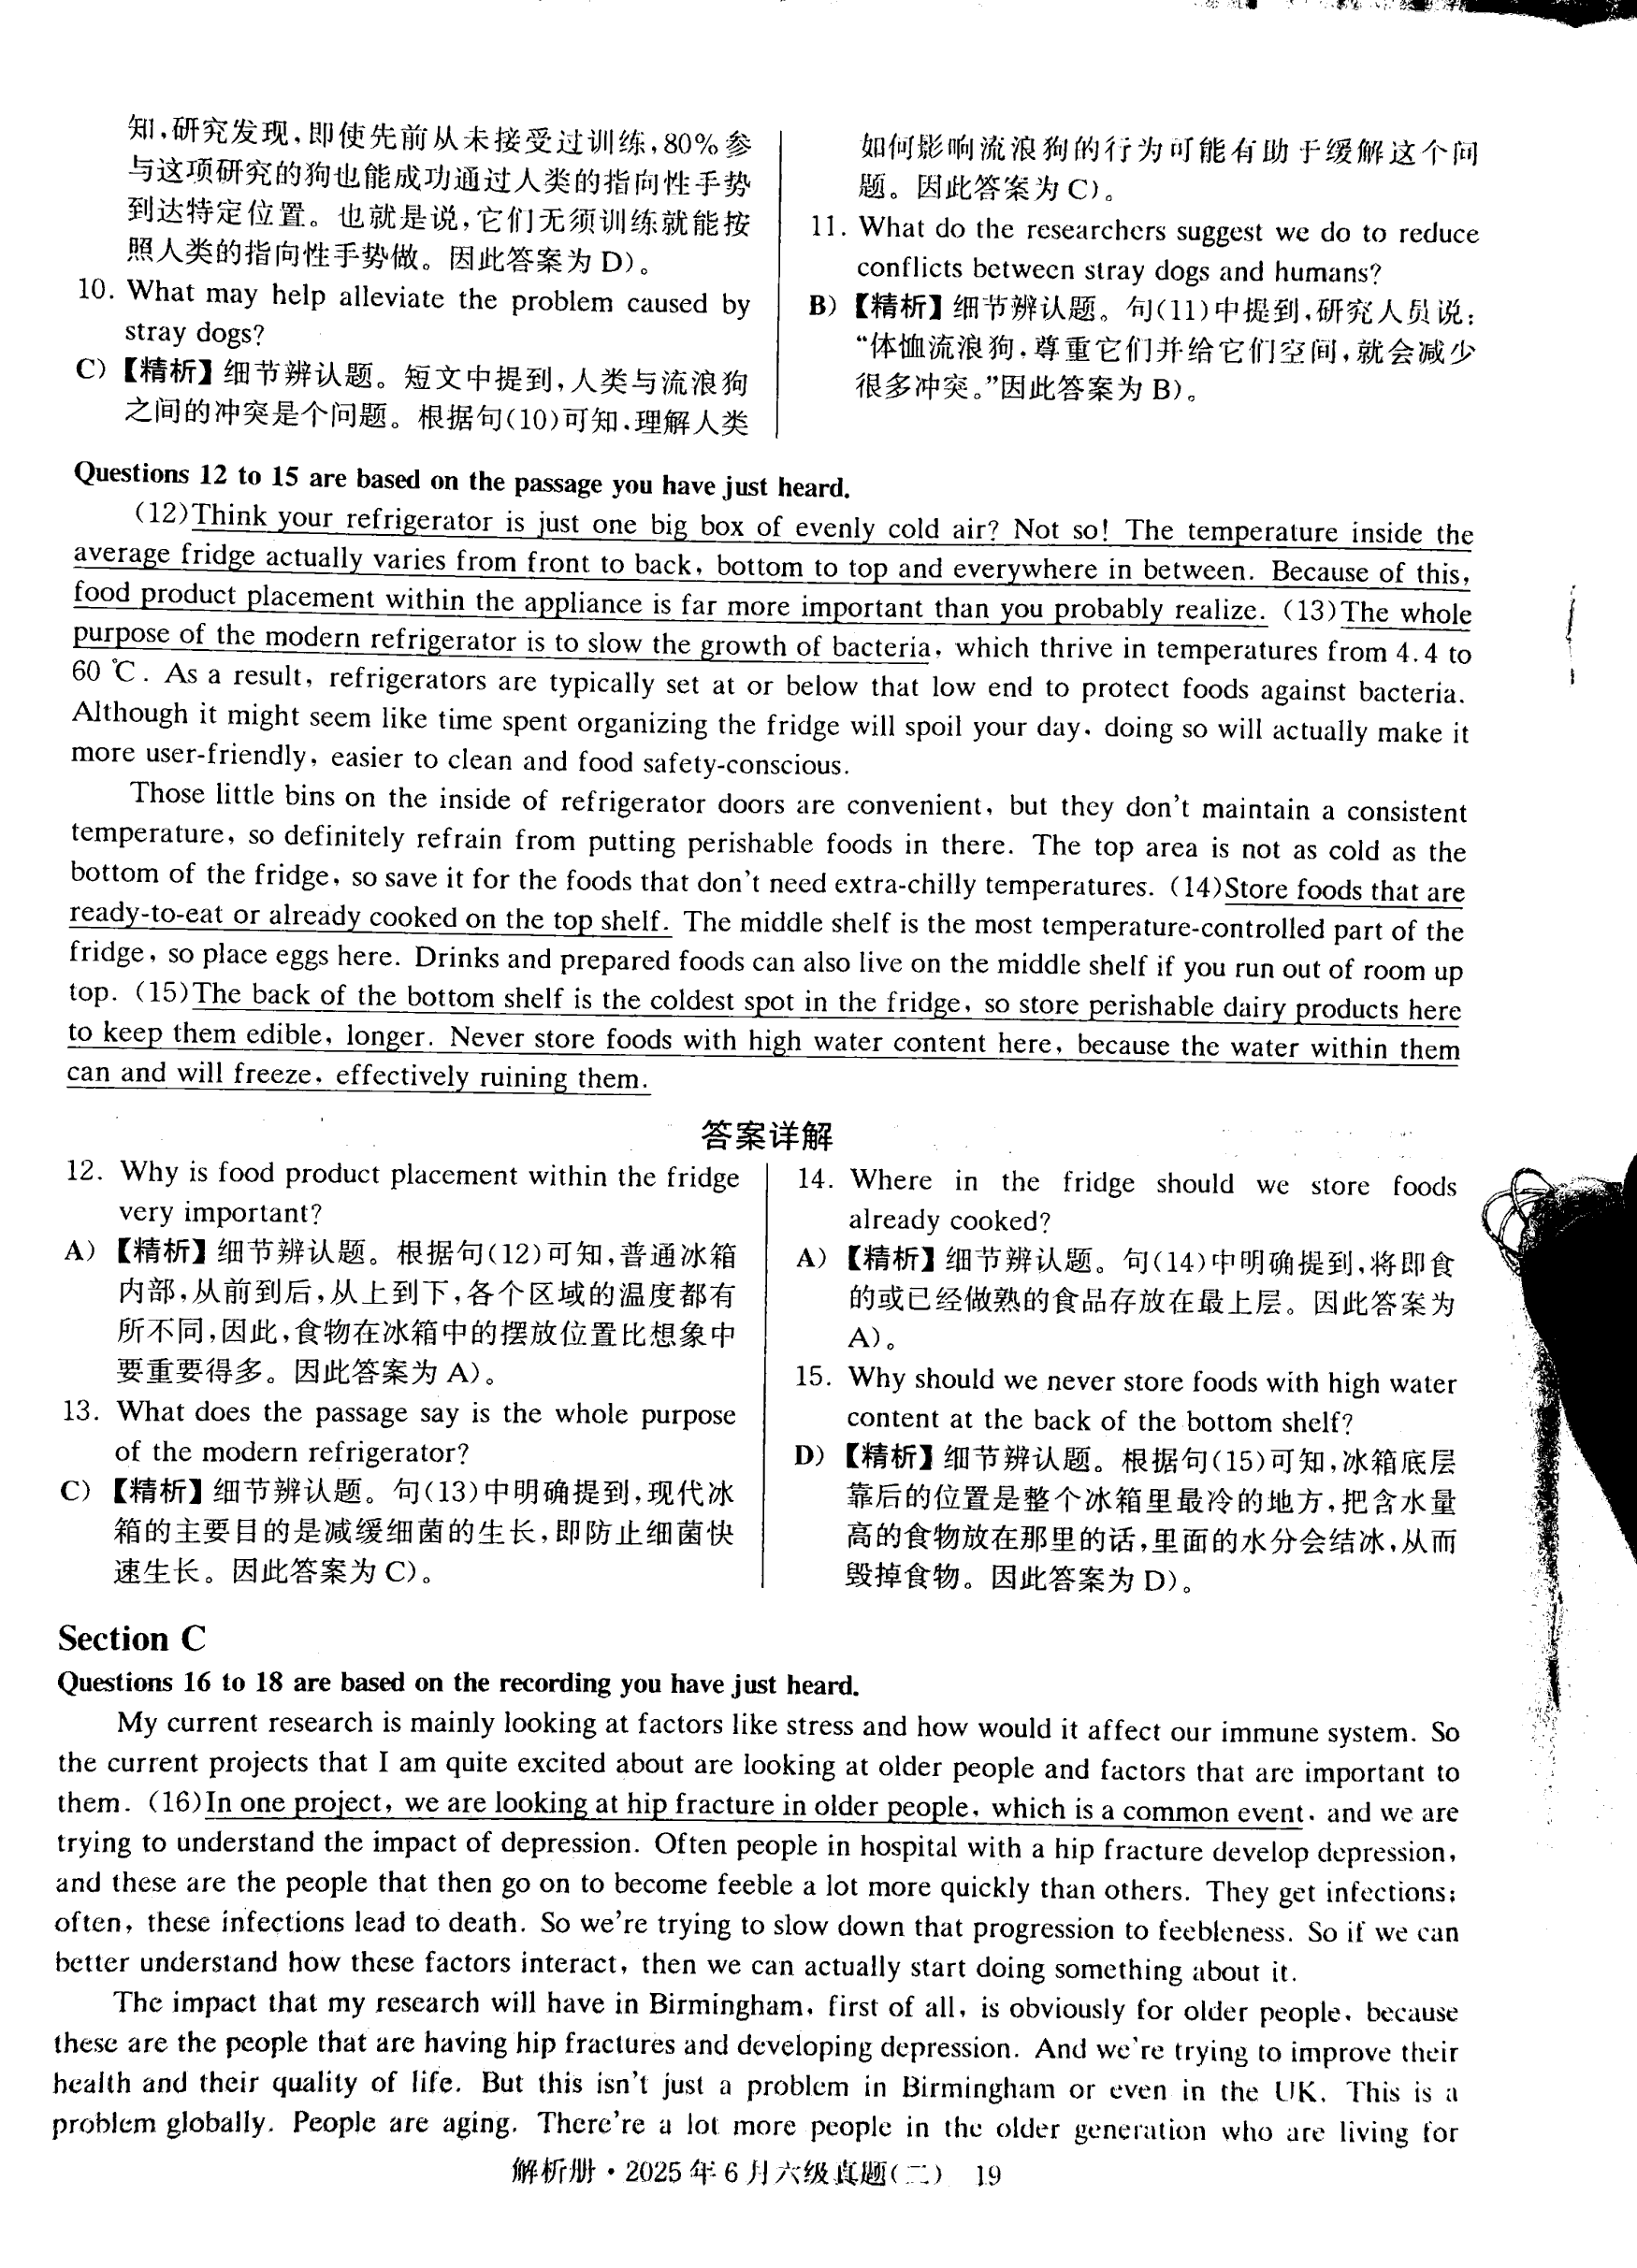 知,研究发现,即使先前从未接受过训练,80%参
与这项研究的狗也能成功通过人类的指向性手势
到达特定位置。也就是说,它们无须训练就能按
照人类的指向性手势做。因此答案为 D)。
10. What may help alleviate the problem caused by
stray dogs?
C)【精析】细节辨认题。短文中提到,人类与流浪狗
之间的冲突是个问题。根据句(10)可知,理解人类
如何影响流浪狗的行为可能有助于缓解这个问
题。因此答案为 C)。
11. What do the researchers suggest we do to reduce
conflicts between stray dogs and humans?
B)【精析】细节辨认题。句(11)中提到,研究人员说:
“体恤流浪狗,尊重它们并给它们空间,就会减少
很多冲突。”因此答案为 B)。
Questions 12 to 15 are based on the passage you have just heard.
(12)Think your refrigerator is just one big box of evenly cold air? Not so! The temperature inside the
average fridge actually varies from front to back, bottom to top and everywhere in between. Because of this,
food product placement within the appliance is far more important than you probably realize. (13)The whole
purpose of the modern refrigerator is to slow the growth of bacteria, which thrive in temperatures from 4.4 to
60 ℃. As a result, refrigerators are typically set at or below that low end to protect foods against bacteria.
Although it might seem like time spent organizing the fridge will spoil your day, doing so will actually make it
more user-friendly, easier to clean and food safety-conscious.
Those little bins on the inside of refrigerator doors are convenient, but they don't maintain a consistent
temperature, so definitely refrain from putting perishable foods in there. The top area is not as cold as the
bottom of the fridge, so save it for the foods that don't need extra-chilly temperatures. (14)Store foods that are
ready-to-eat or already cooked on the top shelf. The middle shelf is the most temperature-controlled part of the
fridge, so place eggs here. Drinks and prepared foods can also live on the middle shelf if you run out of room up
top. (15)The back of the bottom shelf is the coldest spot in the fridge, so store perishable dairy products here
to keep them edible, longer. Never store foods with high water content here, because the water within them
can and will freeze, effectively ruining them.
答案详解
12. Why is food product placement within the fridge
very important?
A)【精析】细节辨认题。根据句(12)可知,普通冰箱
内部,从前到后,从上到下,各个区域的温度都有
所不同,因此,食物在冰箱中的摆放位置比想象中
要重要得多。因此答案为 A)。
13. What does the passage say is the whole purpose
of the modern refrigerator?
C)【精析】细节辨认题。句(13)中明确提到,现代冰
箱的主要目的是减缓细菌的生长,即防止细菌快
速生长。因此答案为 C)。
14. Where in the fridge should we store foods
already cooked?
A)【精析】细节辨认题。句(14)中明确提到,将即食
的或已经做熟的食品存放在最上层。因此答案为
A)。
15. Why should we never store foods with high water
content at the back of the bottom shelf?
D)【精析】细节辨认题。根据句(15)可知,冰箱底层
靠后的位置是整个冰箱里最冷的地方,把含水量
高的食物放在那里的话,里面的水分会结冰,从而
毁掉食物。因此答案为 D)。
Section C
Questions 16 to 18 are based on the recording you have just heard.
My current research is mainly looking at factors like stress and how would it affect our immune system. So
the current projects that I am quite excited about are looking at older people and factors that are important to
them. (16)In one project, we are looking at hip fracture in older people, which is a common event, and we are
trying to understand the impact of depression. Often people in hospital with a hip fracture develop depression,
and these are the people that then go on to become feeble a lot more quickly than others. They get infections;
often, these infections lead to death. So we're trying to slow down that progression to feebleness. So if we can
better understand how these factors interact, then we can actually start doing something about it.
The impact that my research will have in Birmingham, first of all, is obviously for older people, because
these are the people that are having hip fractures and developing depression. And we're trying to improve their
health and their quality of life. But this isn't just a problem in Birmingham or even in the UK. This is a
problem globally. People are aging. There're a lot more people in the older generation who are living for
解析册·2025年6月六级真题(二) 19